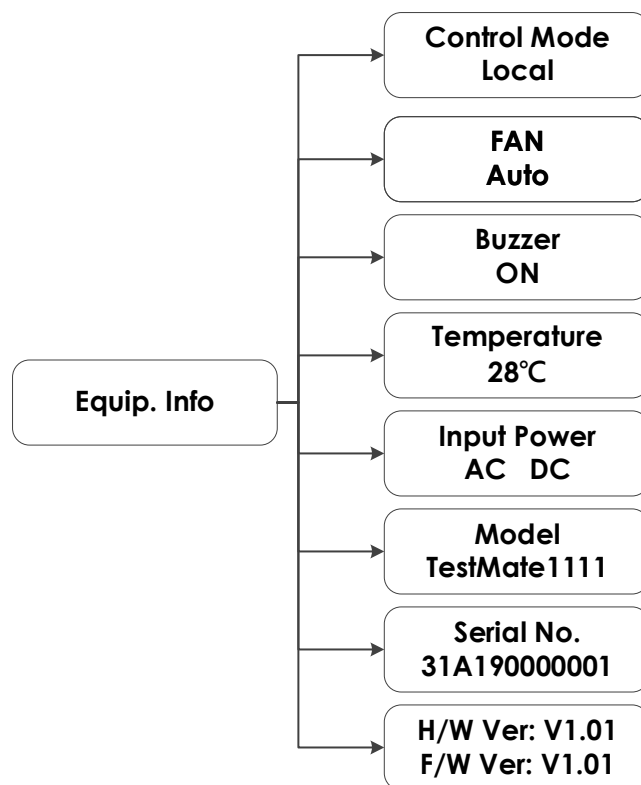 Control Mode
Local
FAN
Auto
Buzzer
ON
Temperature
28℃
Equip. Info
Input Power
AC DC
Model
TestMate1111
Serial No.
31A190000001
H/W Ver: V1.01
F/W Ver: V1.01